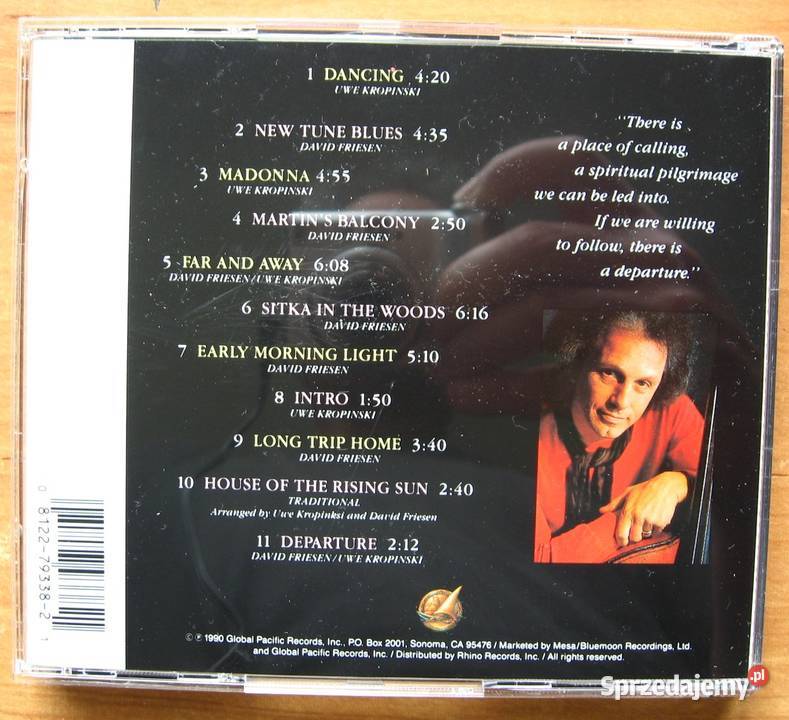 1 DANCING 4:20
UWE KROPINSKI
2 NEW TUNE BLUES 4:35
DAVID FRIESEN
3 MADONNA 4:55
UWE KROPINSKI
4 MARTIN'S BALCONY 2:50
DAVID FRIESEN
5 FAR AND AWAY 6:08
DAVID FRIESEN/UWE KROPINSKI
6 SITKA IN THE WOODS 6:16
DAVID FRIESEN
7 EARLY MORNING LIGHT 5:10
DAVID FRIESEN
8 INTRO 1:50
UWE KROPINSKI
9 LONG TRIP HOME 3:40
DAVID FRIESEN
10 HOUSE OF THE RISING SUN 2:40
TRADITIONAL
Arranged by Uwe Kropinksi and David Friesen
11 DEPARTURE 2:12
DAVID FRIESEN/UWE KROPINSKI
"There is
a place of calling,
a spiritual pilgrimage
we can be led into.
If we are willing
to follow, there is
a departure."
0 8122-79338-2 1
© ℗ 1990 Global Pacific Records, Inc., P.O. Box 2001, Sonoma, CA 95476 / Marketed by Mesa/Bluemoon Recordings, Ltd.
and Global Pacific Records, Inc. / Distributed by Rhino Records, Inc. / All rights reserved.
Sprzedajemy.pl